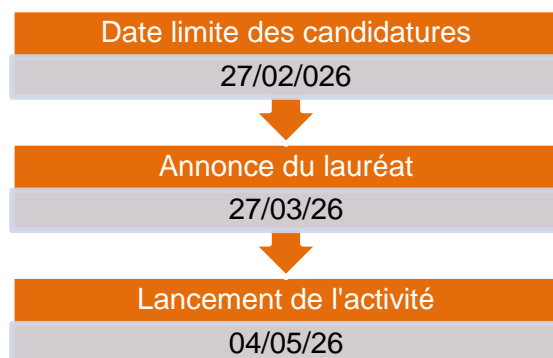 Date limite des candidatures
27/02/026
Annonce du lauréat
27/03/26
Lancement de l'activité
04/05/26